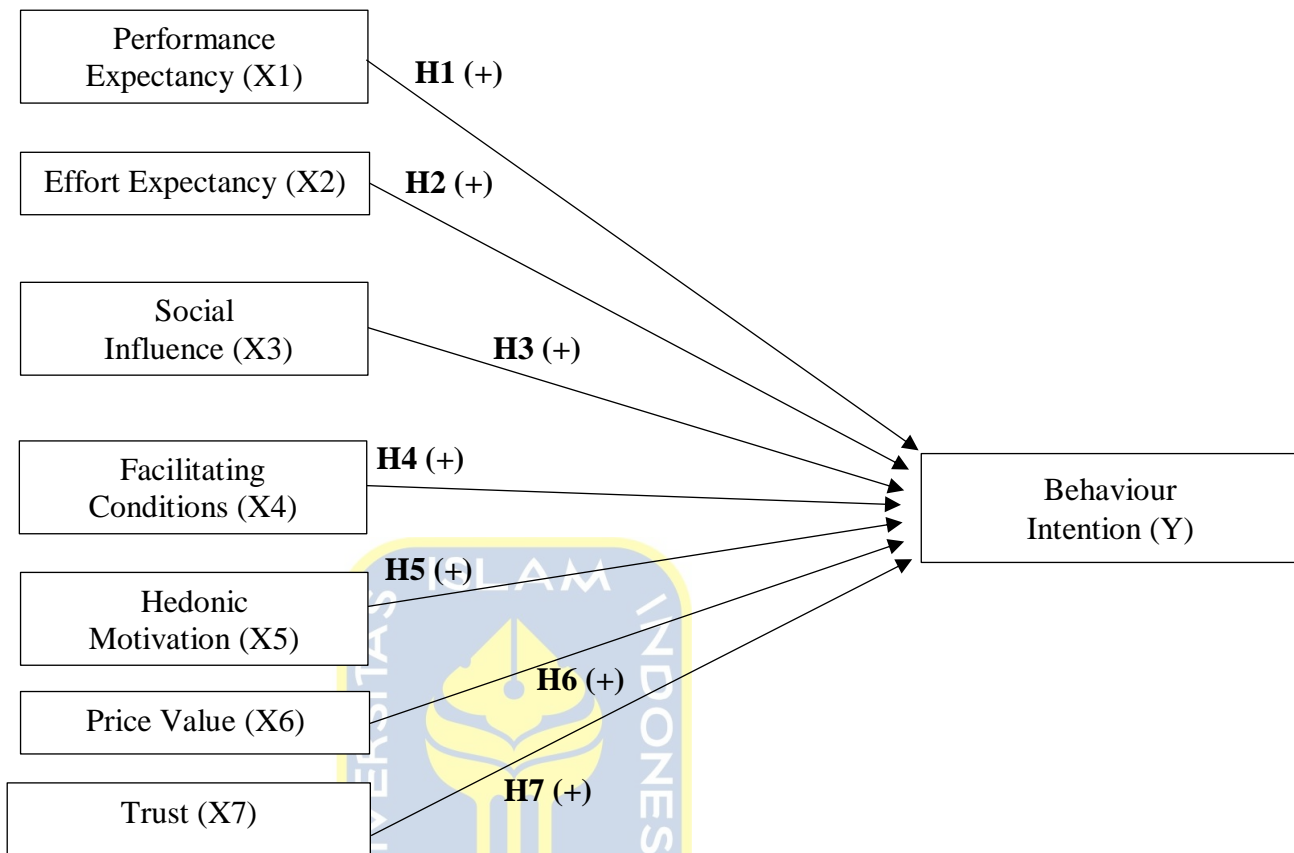 Performance
Expectancy (X1)
H1 (+)
Effort Expectancy (X2)
H2 (+)
Social
Influence (X3)
H3 (+)
Facilitating
Conditions (X4)
H4 (+)
Behaviour
Intention (Y)
Hedonic
Motivation (X5)
H5 (+)
Price Value (X6)
H6 (+)
Trust (X7)
H7 (+)
ISLAM